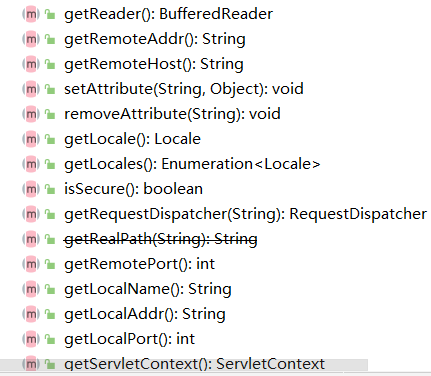 getReader(): BufferedReader
getRemoteAddr(): String
getRemoteHost(): String
setAttribute(String, Object): void
removeAttribute(String): void
getLocale(): Locale
getLocales(): Enumeration<Locale>
isSecure(): boolean
getRequestDispatcher(String): RequestDispatcher
getRealPath(String): String
getRemotePort(): int
getLocalName(): String
getLocalAddr(): String
getLocalPort(): int
getServletContext(): ServletContext